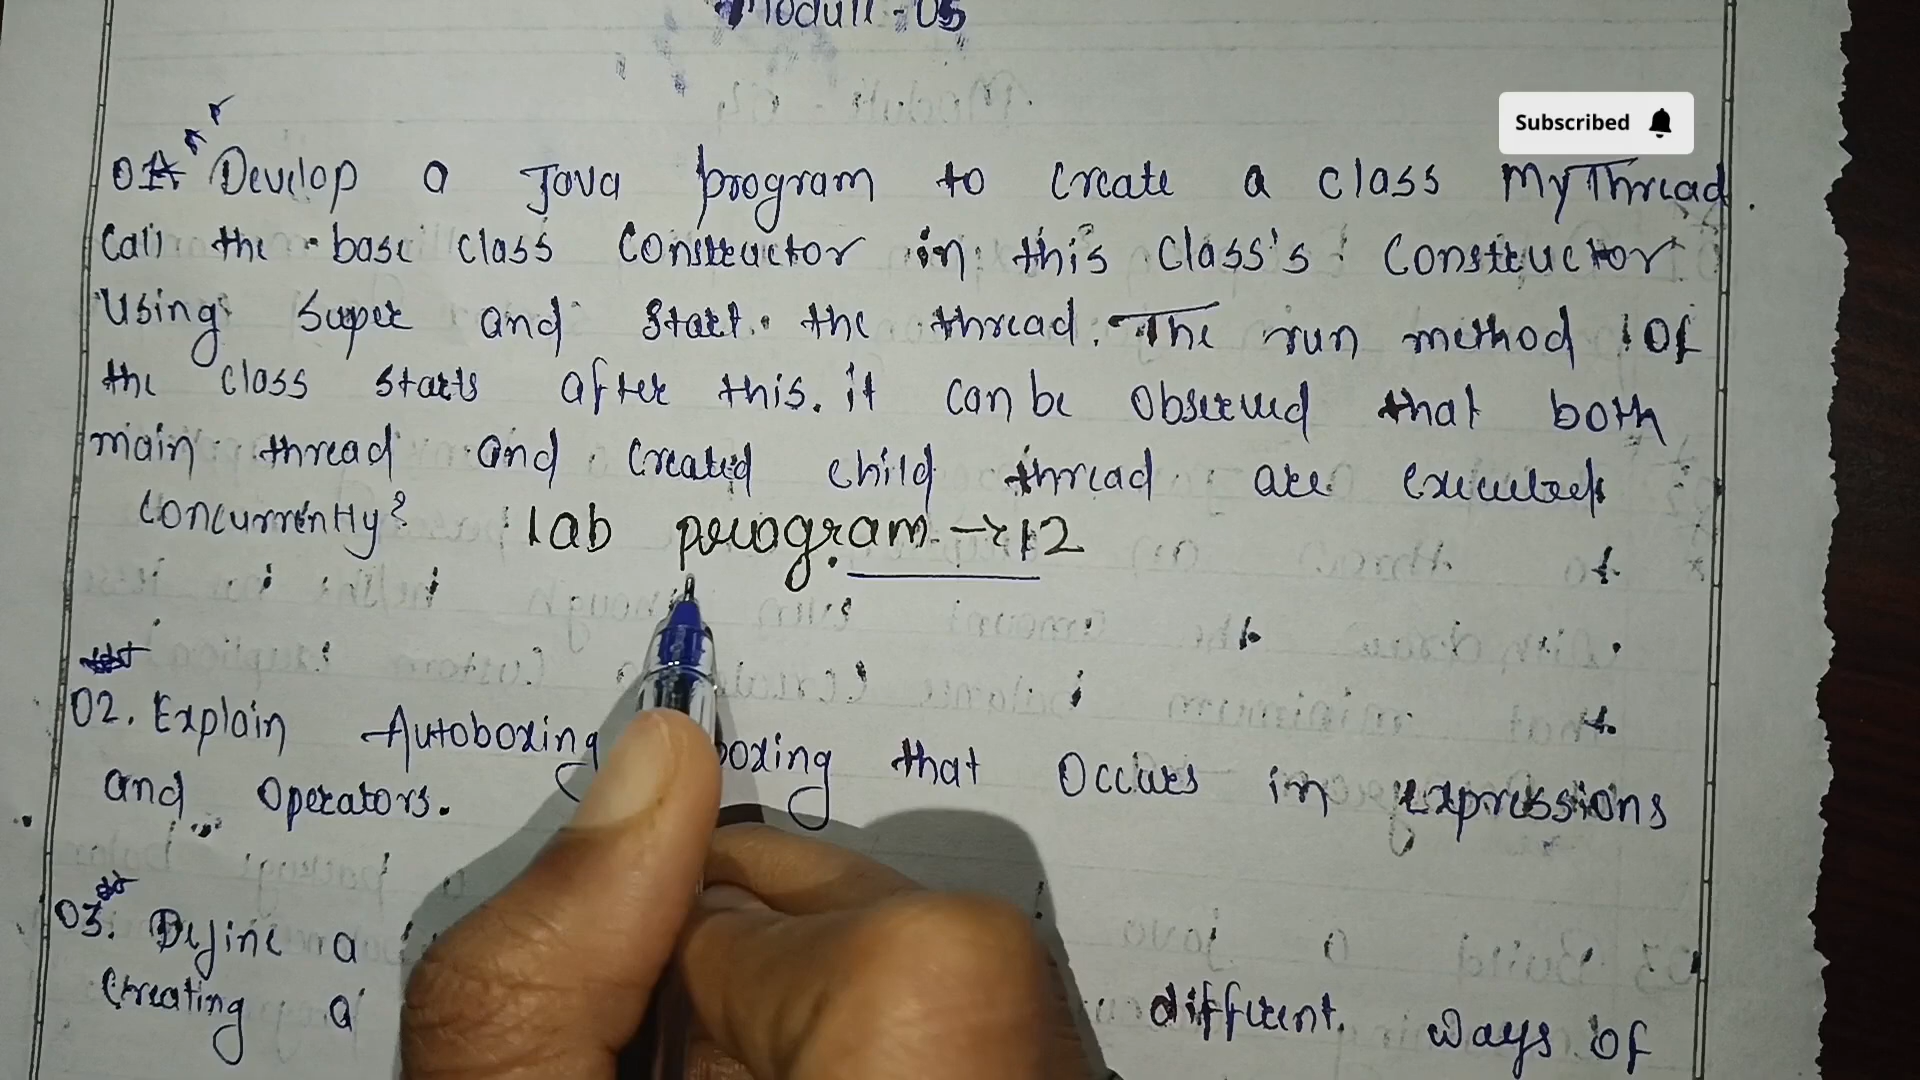 Module - 05
Subscribed
01 Develop a Java program to create a class MyThread.
Call the base class Constructor in this class's Constructor
Using Super and Start the thread. The run method of
the class starts after this. it can be observed that both
main thread and created child thread are executed
concurrently? lab program → 12
02. Explain Autoboxing boxing that Occurs in expressions
and Operators.
03. Define a
Creating a different ways of